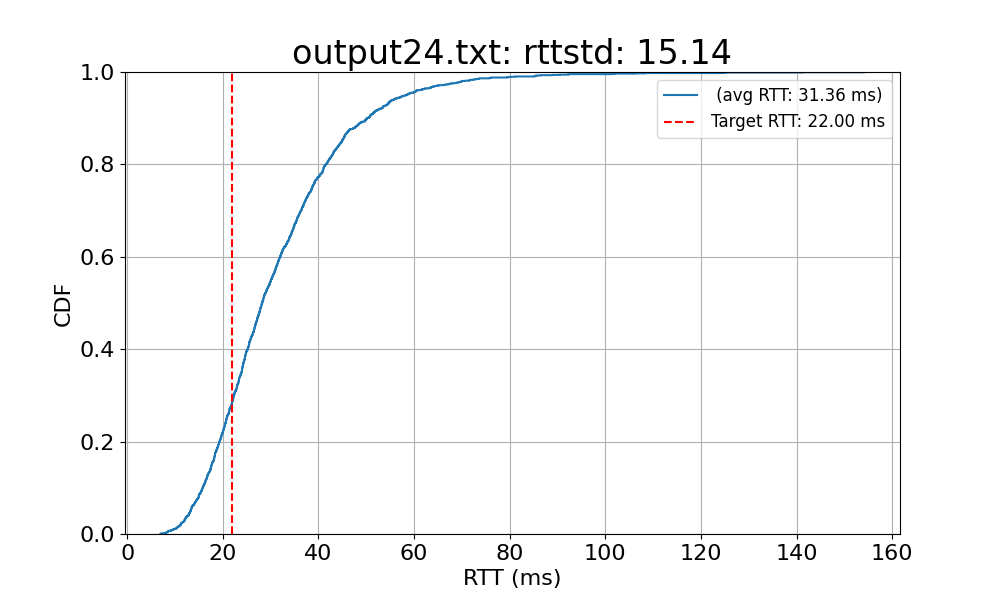 output24.txt: rttstd: 15.14
(avg RTT: 31.36 ms)
Target RTT: 22.00 ms
CDF
1.0
0.8
0.6
0.4
0.2
0.0
0 20 40 60 80 100 120 140 160
RTT (ms)